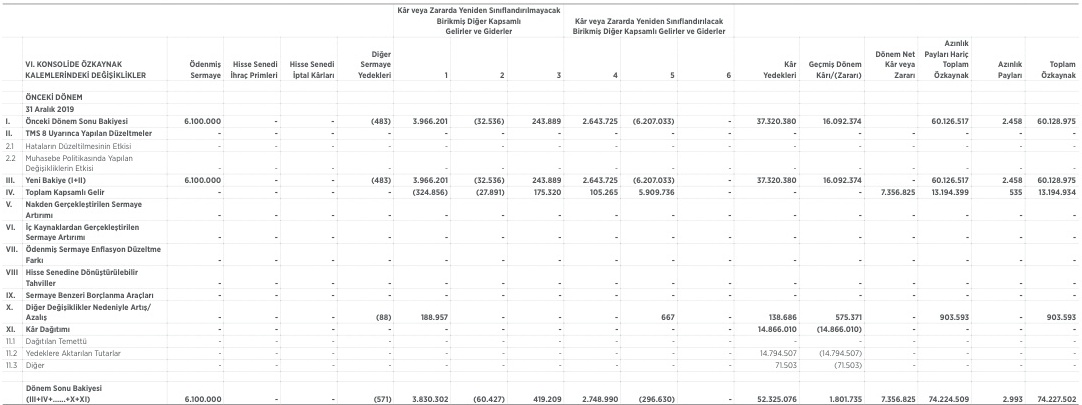 Kâr veya Zararda Yeniden Sınıflandırılmayacak
Birikmiş Diğer Kapsamlı
Gelirler ve Giderler
Kâr veya Zararda Yeniden Sınıflandırılacak
Birikmiş Diğer Kapsamlı Gelirler ve Giderler
VI. KONSOLİDE ÖZKAYNAK
KALEMLERİNDEKİ DEĞİŞİKLİKLER
Ödenmiş
Sermaye
Hisse Senedi
İhraç Primleri
Hisse Senedi
İptal Kârları
Diğer
Sermaye
Yedekleri
1 2 3 4 5 6
Kâr
Yedekleri
Geçmiş Dönem
Kârı/(Zararı)
Dönem Net
Kâr veya
Zararı
Azınlık
Payları Hariç
Toplam
Özkaynak
Azınlık
Payları
Toplam
Özkaynak
ÖNCEKİ DÖNEM
31 Aralık 2019
I. Önceki Dönem Sonu Bakiyesi 6.100.000 - - (483) 3.966.201 (32.536) 243.889 2.643.725 (6.207.033) - 37.320.380 16.092.374 60.126.517 2.458 60.128.975
II. TMS 8 Uyarınca Yapılan Düzeltmeler - - - - - - - - - - - - - - - -
2.1 Hataların Düzeltilmesinin Etkisi - - - - - - - - - - - - - - - -
2.2 Muhasebe Politikasında Yapılan
Değişikliklerin Etkisi - - - - - - - - - - - - - - - -
III. Yeni Bakiye (I+II) 6.100.000 - - (483) 3.966.201 (32.536) 243.889 2.643.725 (6.207.033) - 37.320.380 16.092.374 - 60.126.517 2.458 60.128.975
IV. Toplam Kapsamlı Gelir - - - - (324.856) (27.891) 175.320 105.265 5.909.736 - - - 7.356.825 13.194.399 535 13.194.934
V. Nakden Gerçekleştirilen Sermaye
Artırımı - - - - - - - - - - - - - - - -
VI. İç Kaynaklardan Gerçekleştirilen
Sermaye Artırımı - - - - - - - - - - - - - - - -
VII. Ödenmiş Sermaye Enflasyon Düzeltme
Farkı - - - - - - - - - - - - - - - -
VIII Hisse Senedine Dönüştürülebilir
Tahviller - - - - - - - - - - - - - - - -
IX. Sermaye Benzeri Borçlanma Araçları - - - - - - - - - - - - - - - -
X. Diğer Değişiklikler Nedeniyle Artış/
Azalış - - - (88) 188.957 - - - 667 - 138.686 575.371 - 903.593 - 903.593
XI. Kâr Dağıtımı - - - - - - - - - - 14.866.010 (14.866.010) - - - -
11.1 Dağıtılan Temettü - - - - - - - - - - - - - - - -
11.2 Yedeklere Aktarılan Tutarlar - - - - - - - - - - 14.794.507 (14.794.507) - - - -
11.3 Diğer - - - - - - - - - - 71.503 (71.503) - - - -
Dönem Sonu Bakiyesi
(III+IV+......+X+XI) 6.100.000 - - (571) 3.830.302 (60.427) 419.209 2.748.990 (296.630) - 52.325.076 1.801.735 7.356.825 74.224.509 2.993 74.227.502